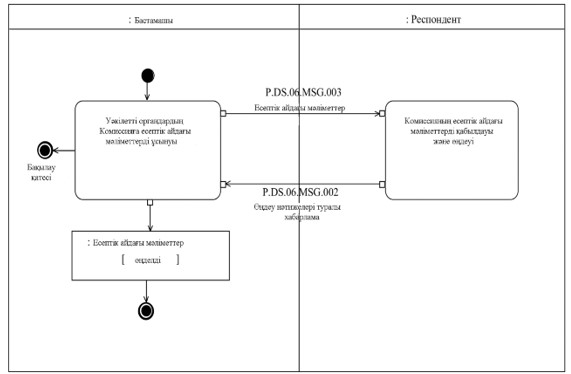 : Бастамашы
: Респондент
P.DS.06.MSG.003
Есептік айдағы мәліметтер
Уәкілетті органдардың
Комиссияға есептік айдағы
мәліметтерді ұсынуы
Комиссияның есептік айдағы
мәліметтерді қабылдауы
және өңдеуі
Бақылау
қатесі
P.DS.06.MSG.002
Өңдеу нәтижелері туралы
хабарлама
: Есептік айдағы мәліметтер
[ өңделді ]